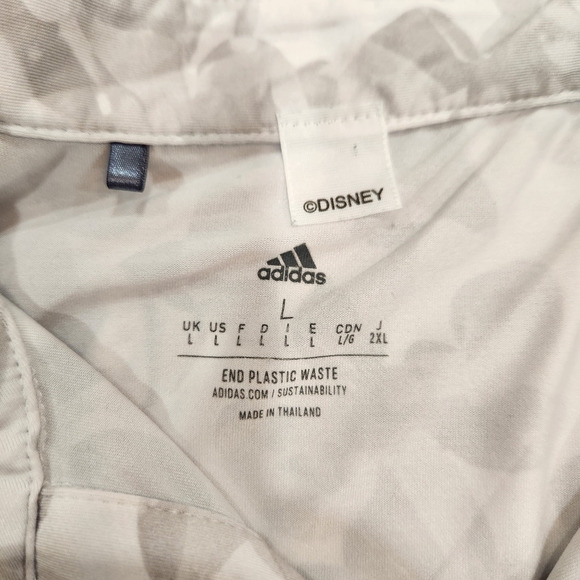 ©DISNEY
adidas
L
UK US F D I E CDN J
L L L L L L L/G 2XL
END PLASTIC WASTE
ADIDAS.COM / SUSTAINABILITY
MADE IN THAILAND